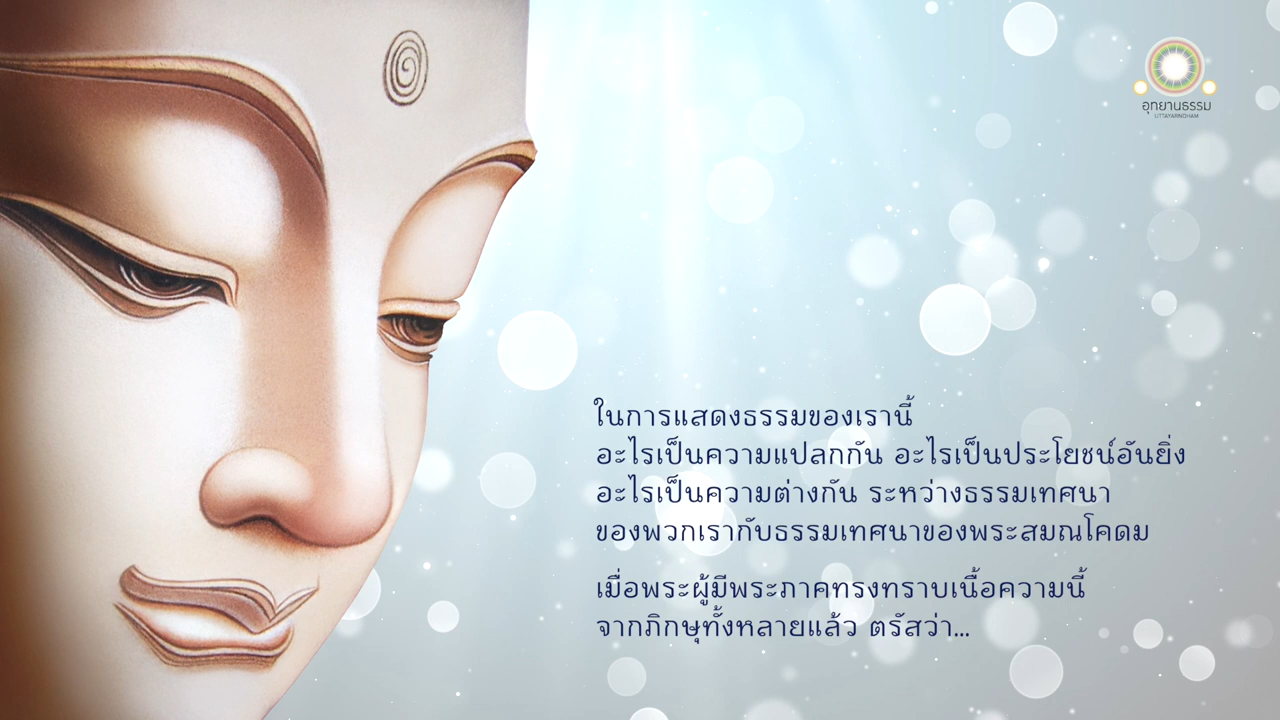 อุทยานธรรม
UTTAYARNDHAM
ในการแสดงธรรมของเรานี้
อะไรเป็นความแปลกกัน อะไรเป็นประโยชน์อันยิ่ง
อะไรเป็นความต่างกัน ระหว่างธรรมเทศนา
ของพวกเรากับธรรมเทศนาของพระสมณโคดม
เมื่อพระผู้มีพระภาคทรงทราบเนื้อความนี้
จากภิกษุทั้งหลายแล้ว ตรัสว่า...